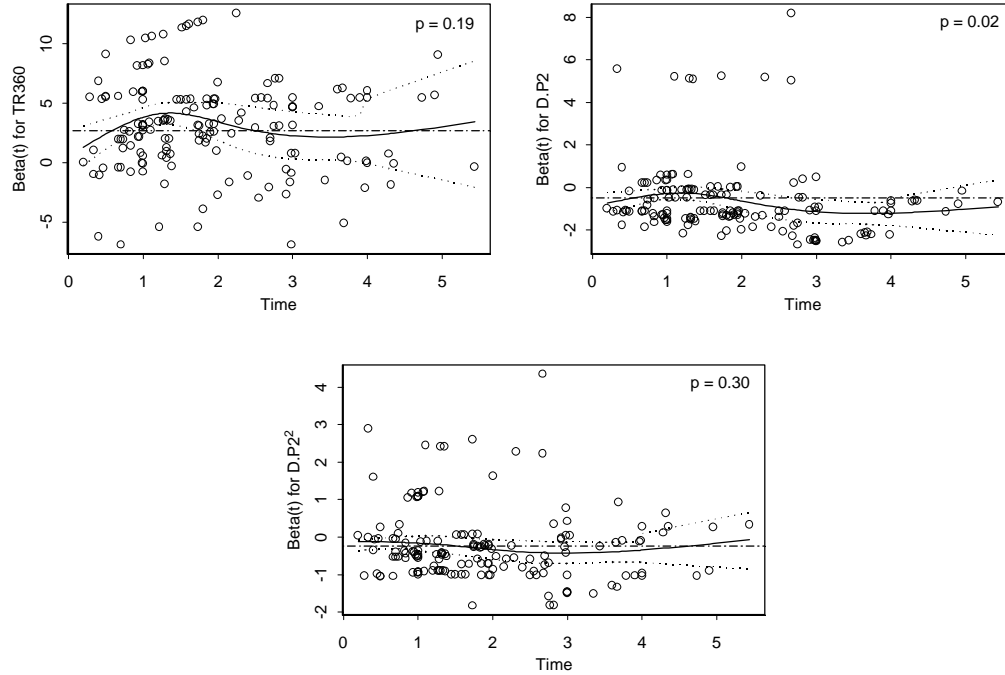 p = 0.19
Beta(t) for TR360
10
5
0
-5
0 1 2 3 4 5
Time
p = 0.02
Beta(t) for D.P2
8
6
4
2
0
-2
0 1 2 3 4 5
Time
p = 0.30
Beta(t) for D.P2²
4
3
2
1
0
-1
-2
0 1 2 3 4 5
Time